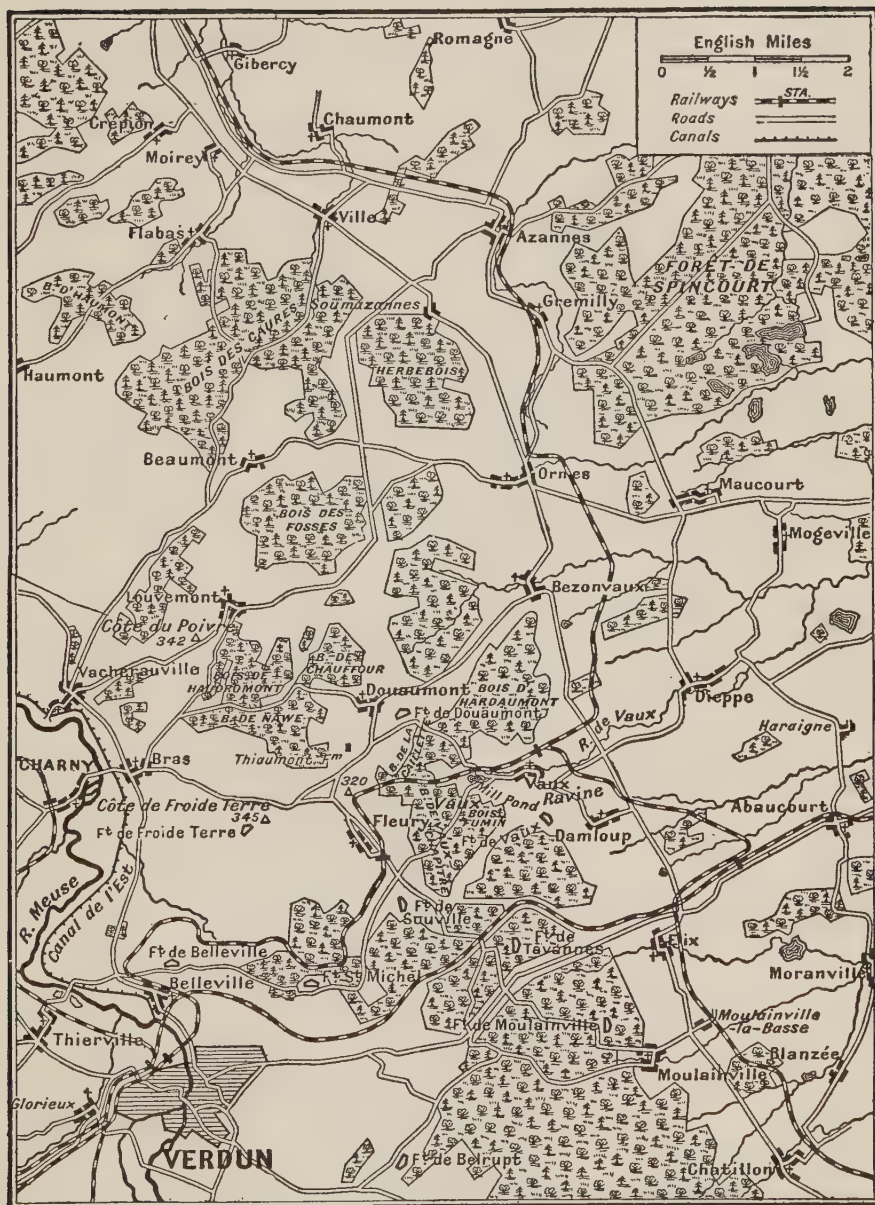 Romagne
English Miles
0 ½ 1 1½ 2
Railways STA.
Roads
Canals
Gibercy
Crépion
Chaumont
Moirey
Ville
Flabas
Azannes
FORÊT-DE
SPINCOURT
B. D'HAUMONT
Soumazannes
Gremilly
BOIS DES CAURES
Haumont
HERBEBOIS
Beaumont
Ornes
Maucourt
BOIS DES
FOSSES
Mogeville
Louvemont
Bezonvaux
Côte du Poivre
342
Vacherauville
BOIS DE
HAUDROMONT
B. DE
CHAUFFOUR
Douaumont
BOIS D'
HARDAUMONT
Dieppe
B. DE NAWE
Ft. de Douaumont
R. de Vaux
Haraigne
Thiaumont Fm
B. DE LA
CAILLETTE
CHARNY
Bras
320
Vaux
Ravine
Mill Pond
Abaucourt
Côte de Froide Terre
345
Fleury
Vaux
BOIS
FUMIN
Damloup
Ft. de Froide Terre
Ft. de Vaux
R. Meuse
Canal de l'Est
Ft. de
Souville
Ft. de
Tavannes
Eix
Ft. de Belleville
Belleville
Ft. St.
Michel
Moranville
Thierville
Ft. de Moulainville
Moulainville
-la-Basse
Moulainville
Blanzée
Glorieux
VERDUN
Ft. de Belrupt
Chatillon